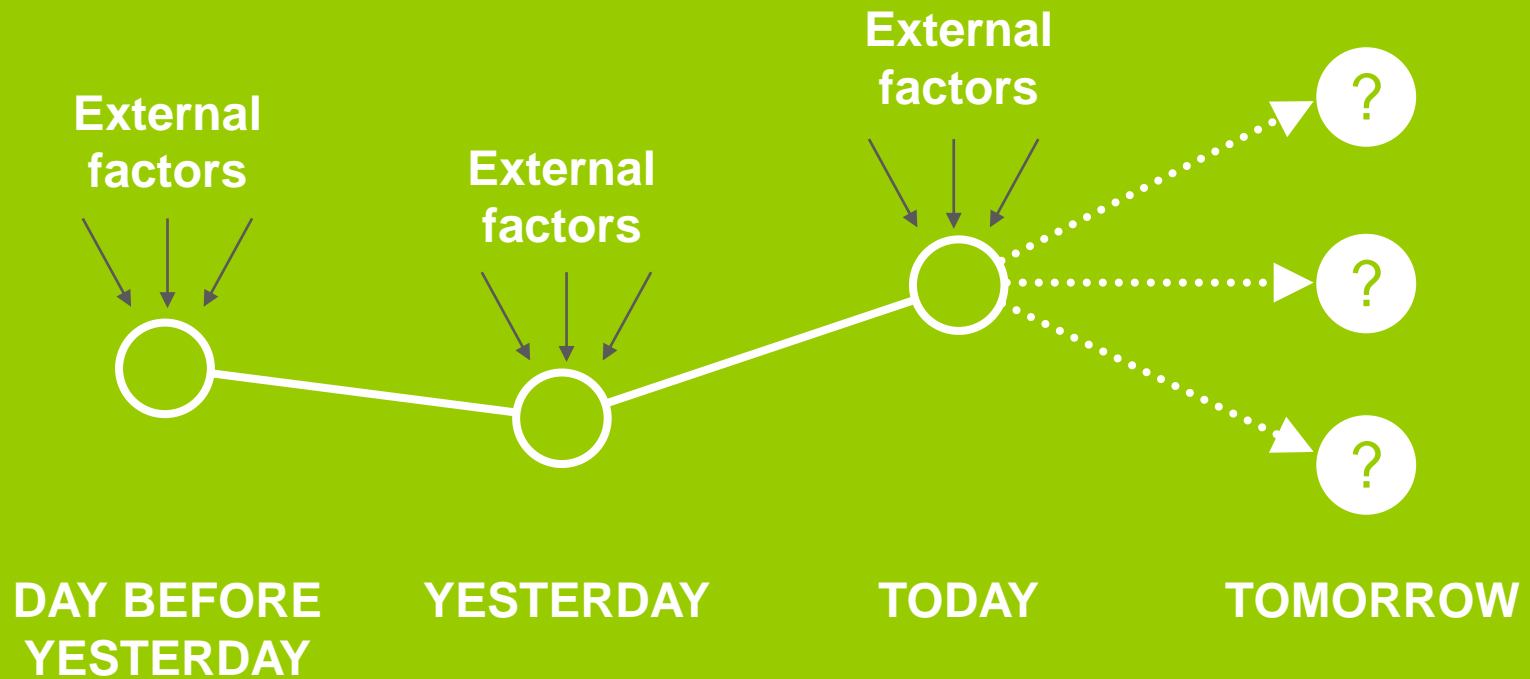 External
factors
External
factors
External
factors
?
?
?
DAY BEFORE
YESTERDAY
YESTERDAY
TODAY
TOMORROW